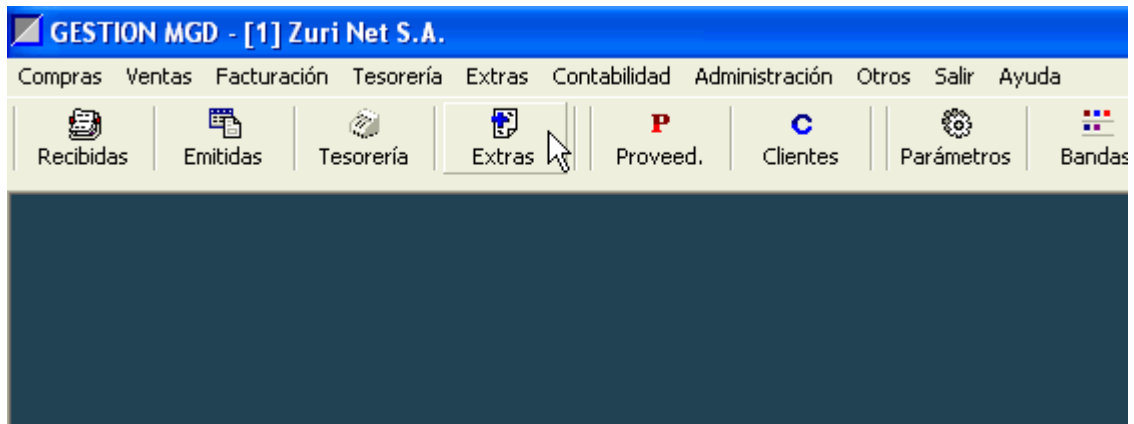 GESTION MGD - [1] Zuri Net S.A.
Compras Ventas Facturación Tesorería Extras Contabilidad Administración Otros Salir Ayuda
Recibidas Emitidas Tesorería Extras P Proveed. C Clientes Parámetros Bandas